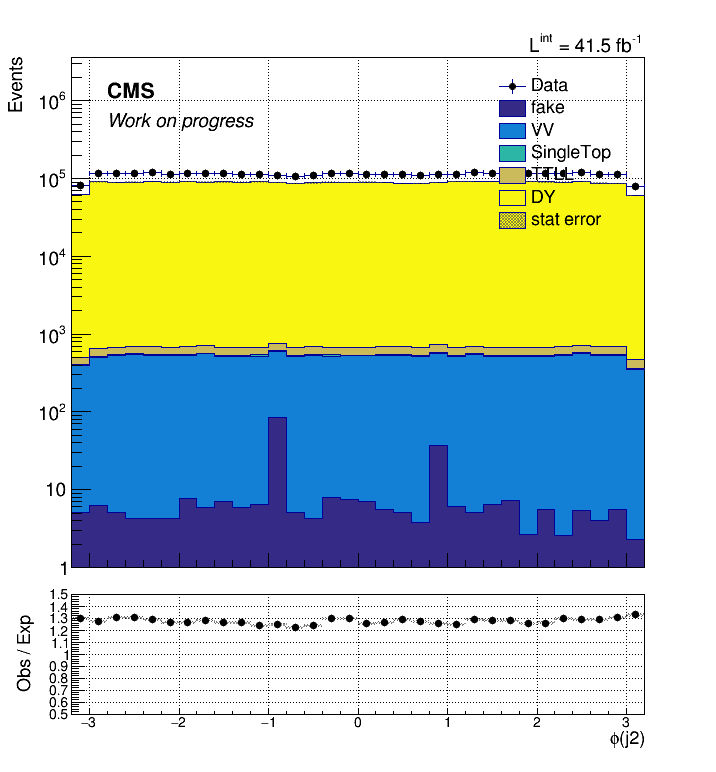 L^int = 41.5 fb^-1
Events
CMS
Work on progress
Data
fake
VV
SingleTop
TTLL
DY
stat error
10^6
10^5
10^4
10^3
10^2
10
1
Obs / Exp
1.5
1.4
1.3
1.2
1.1
1
0.9
0.8
0.7
0.6
0.5
−3 −2 −1 0 1 2 3
ϕ(j2)